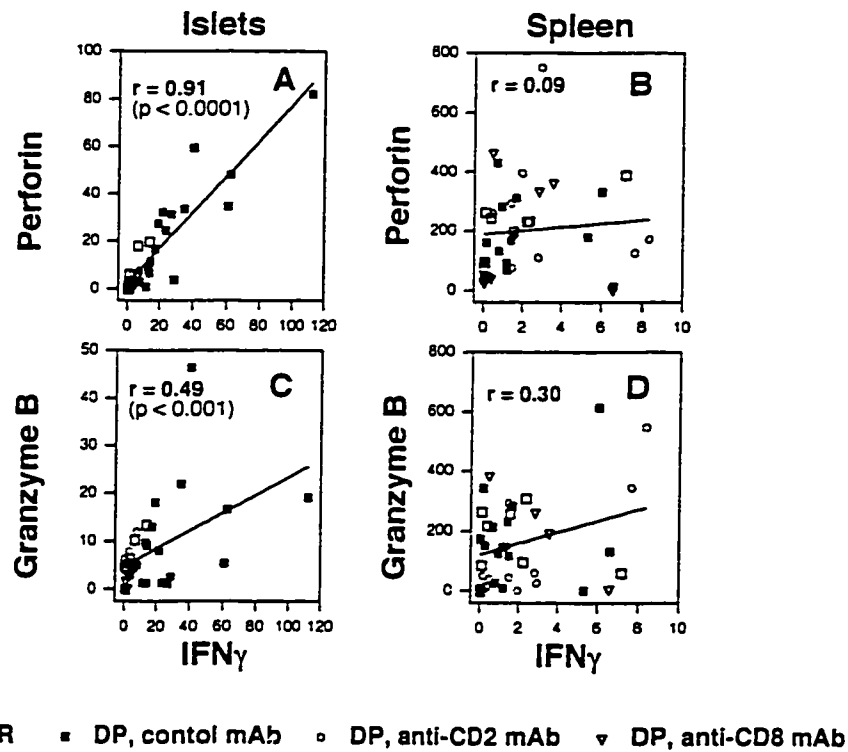 Islets
Spleen
Perforin
100
80
60
40
20
0
0 20 40 60 80 100 120
A
r = 0.91
(p < 0.0001)
Perforin
800
600
400
200
0
0 2 4 6 8 10
B
r = 0.09
Granzyme B
50
40
30
20
10
0
0 20 40 60 80 100 120
C
r = 0.49
(p < 0.001)
IFNγ
Granzyme B
800
600
400
200
0
0 2 4 6 8 10
D
r = 0.30
IFNγ
R ▪ DP, contol mAb ○ DP, anti-CD2 mAb ▽ DP, anti-CD8 mAb